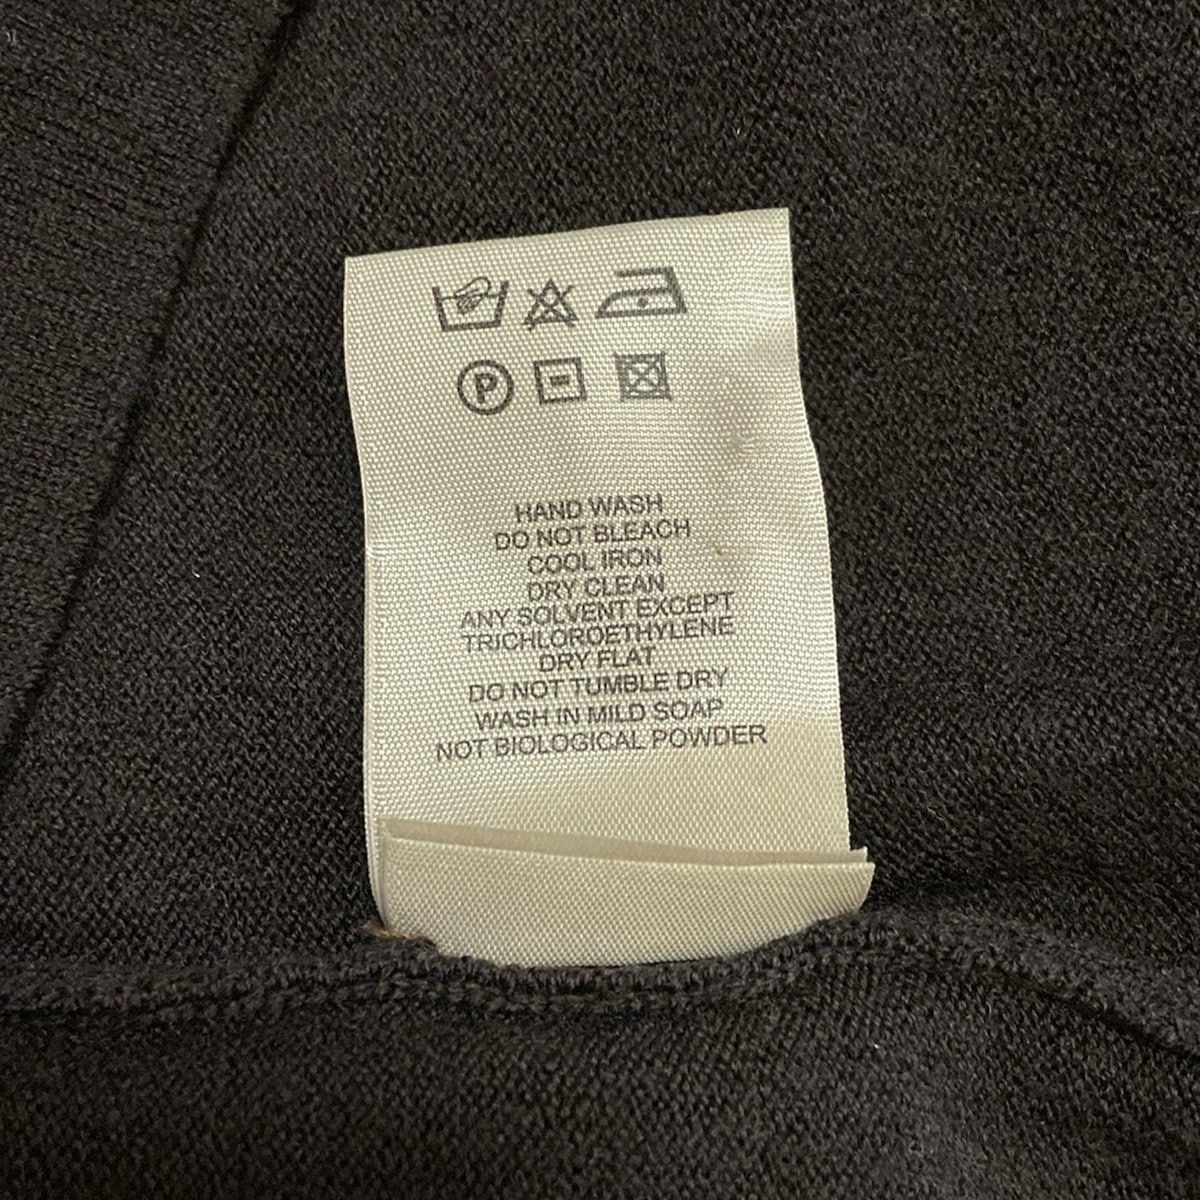 P
HAND WASH
DO NOT BLEACH
COOL IRON
DRY CLEAN
ANY SOLVENT EXCEPT
TRICHLOROETHYLENE
DRY FLAT
DO NOT TUMBLE DRY
WASH IN MILD SOAP
NOT BIOLOGICAL POWDER